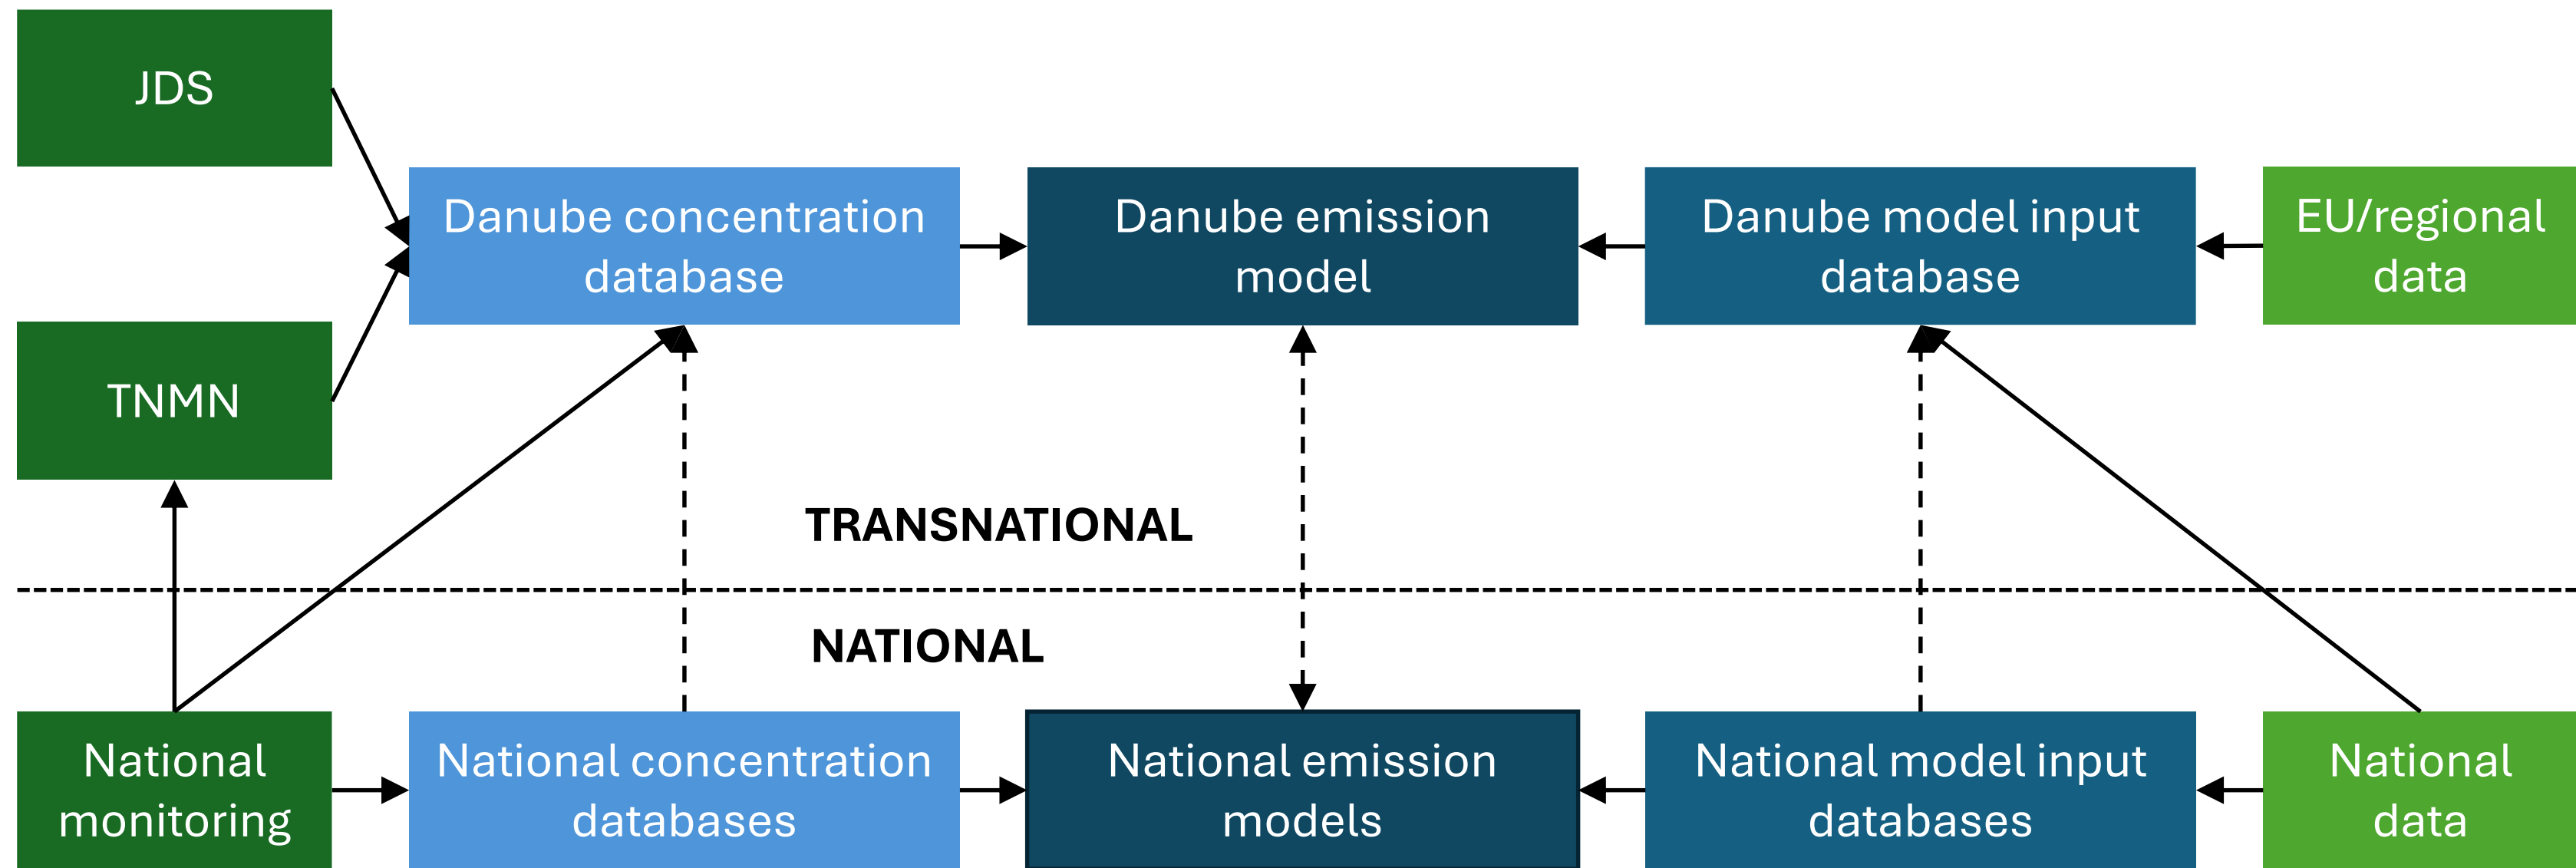 JDS
Danube concentration
database
Danube emission
model
Danube model input
database
EU/regional
data
TNMN
TRANSNATIONAL
NATIONAL
National
monitoring
National concentration
databases
National emission
models
National model input
databases
National
data